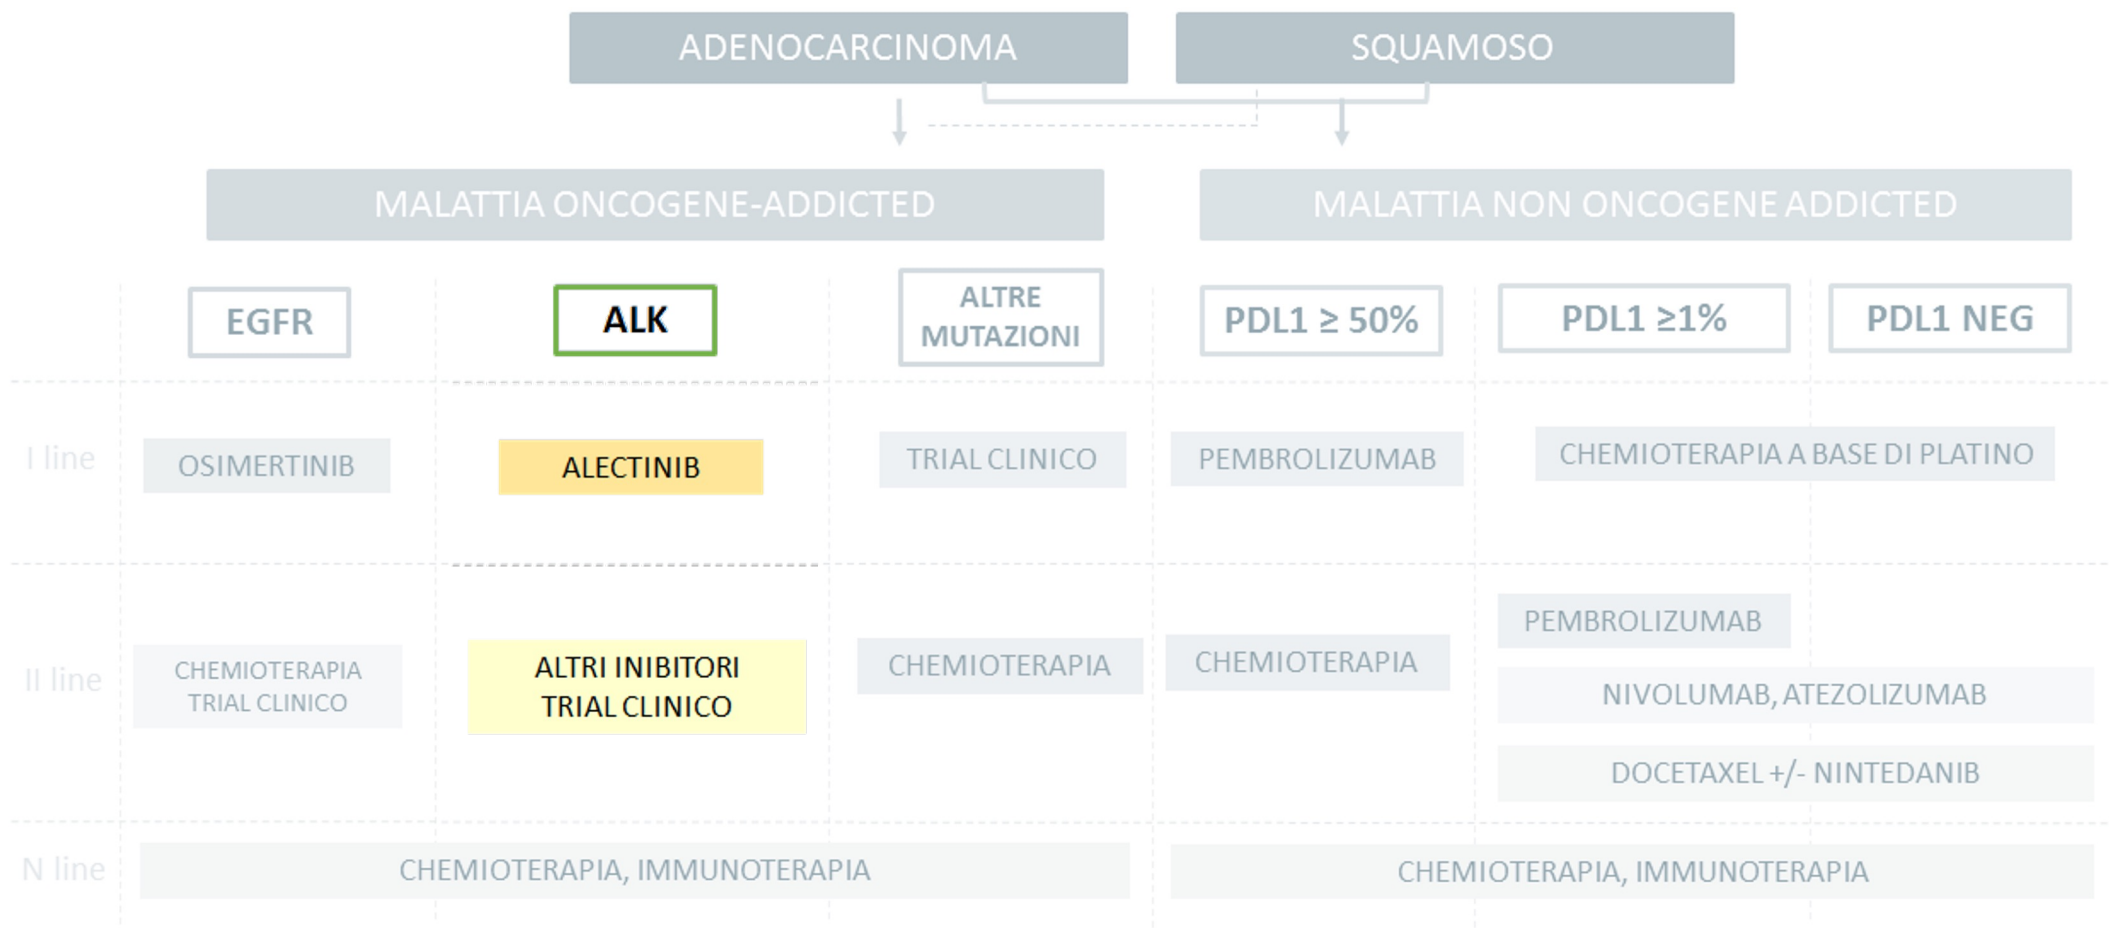 ADENOCARCINOMA
SQUAMOSO
MALATTIA ONCOGENE-ADDICTED
MALATTIA NON ONCOGENE ADDICTED
EGFR
ALK
ALTRE
MUTAZIONI
PDL1 ≥ 50%
PDL1 ≥1%
PDL1 NEG
I line
OSIMERTINIB
ALECTINIB
TRIAL CLINICO
PEMBROLIZUMAB
CHEMIOTERAPIA A BASE DI PLATINO
II line
CHEMIOTERAPIA
TRIAL CLINICO
ALTRI INIBITORI
TRIAL CLINICO
CHEMIOTERAPIA
CHEMIOTERAPIA
PEMBROLIZUMAB
NIVOLUMAB, ATEZOLIZUMAB
DOCETAXEL +/- NINTEDANIB
N line
CHEMIOTERAPIA, IMMUNOTERAPIA
CHEMIOTERAPIA, IMMUNOTERAPIA